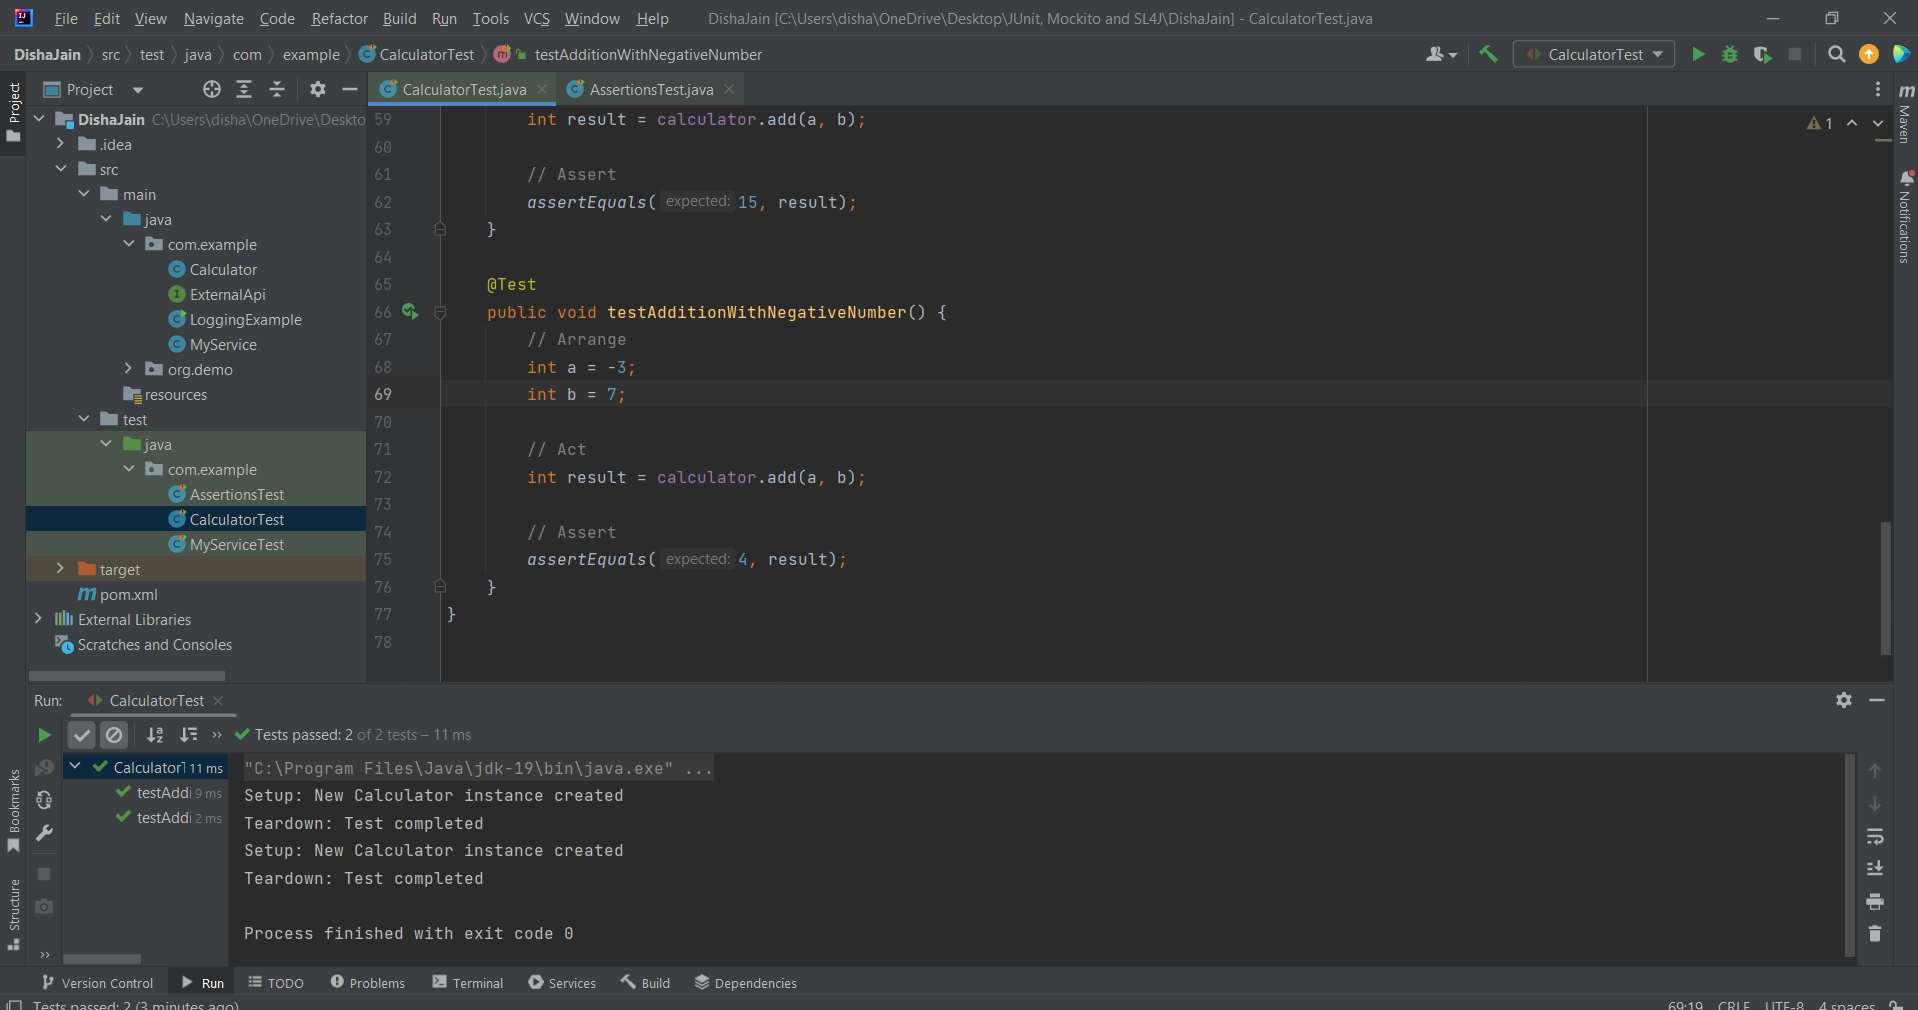 File Edit View Navigate Code Refactor Build Run Tools VCS Window Help DishaJain [C:\Users\disha\OneDrive\Desktop\JUnit, Mockito and SL4J\DishaJain] - CalculatorTest.java
DishaJain src test java com example CalculatorTest m testAdditionWithNegativeNumber CalculatorTest
Project
Project
CalculatorTest.java AssertionsTest.java
DishaJain C:\Users\disha\OneDrive\Deskto
.idea
src
main
java
com.example
Calculator
ExternalApi
LoggingExample
MyService
org.demo
resources
test
java
com.example
AssertionsTest
CalculatorTest
MyServiceTest
target
m pom.xml
External Libraries
Scratches and Consoles
59 int result = calculator.add(a, b);
60
61 // Assert
62 assertEquals( expected: 15, result);
63 }
64
65 @Test
66 public void testAdditionWithNegativeNumber() {
67 // Arrange
68 int a = -3;
69 int b = 7;
70
71 // Act
72 int result = calculator.add(a, b);
73
74 // Assert
75 assertEquals( expected: 4, result);
76 }
77 }
78
1
m Maven
Notifications
Run: CalculatorTest
Tests passed: 2 of 2 tests – 11 ms
CalculatorT 11 ms
testAddi 9 ms
testAddi 2 ms
"C:\Program Files\Java\jdk-19\bin\java.exe" ...
Setup: New Calculator instance created
Teardown: Test completed
Setup: New Calculator instance created
Teardown: Test completed
Process finished with exit code 0
Bookmarks
Structure
Version Control Run TODO Problems Terminal Services Build Dependencies
Tests passed: 2 (3 minutes ago) 69:19 CRLF UTF-8 4 spaces